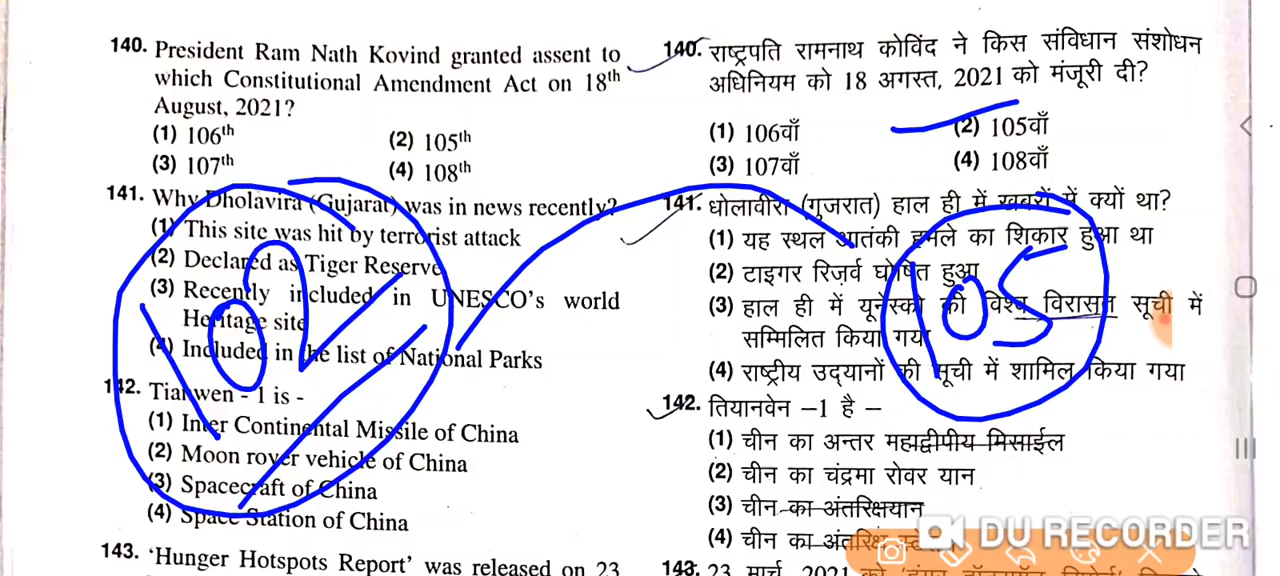 140. President Ram Nath Kovind granted assent to
which Constitutional Amendment Act on 18th
August, 2021?
(1) 106th
(2) 105th
(3) 107th
(4) 108th
141. Why Dholavira (Gujarat) was in news recently?
(1) This site was hit by terrorist attack
(2) Declared as Tiger Reserve
(3) Recently included in UNESCO's world
Heritage site
(4) Included in the list of National Parks
142. Tianwen - 1 is -
(1) Inter Continental Missile of China
(2) Moon rover vehicle of China
(3) Spacecraft of China
(4) Space Station of China
143. 'Hunger Hotspots Report' was released on 23
102
140. राष्ट्रपति रामनाथ कोविंद ने किस संविधान संशोधन
अधिनियम को 18 अगस्त, 2021 को मंजूरी दी?
(1) 106वाँ
(2) 105वाँ
(3) 107वाँ
(4) 108वाँ
141. धोलावीरा (गुजरात) हाल ही में खबरों में क्यों था?
(1) यह स्थल आतंकी हमले का शिकार हुआ था
(2) टाइगर रिज़र्व घोषित हुआ
(3) हाल ही में यूनेस्को की विश्व विरासत सूची में
सम्मिलित किया गया
(4) राष्ट्रीय उद्यानों की सूची में शामिल किया गया
105
142. तियानवेन –1 है –
(1) चीन का अन्तर महाद्वीपीय मिसाईल
(2) चीन का चंद्रमा रोवर यान
(3) चीन का अंतरिक्षयान
(4) चीन का अंतरिक्ष
DU RECORDER
143. 23 मार्च, 2021 को